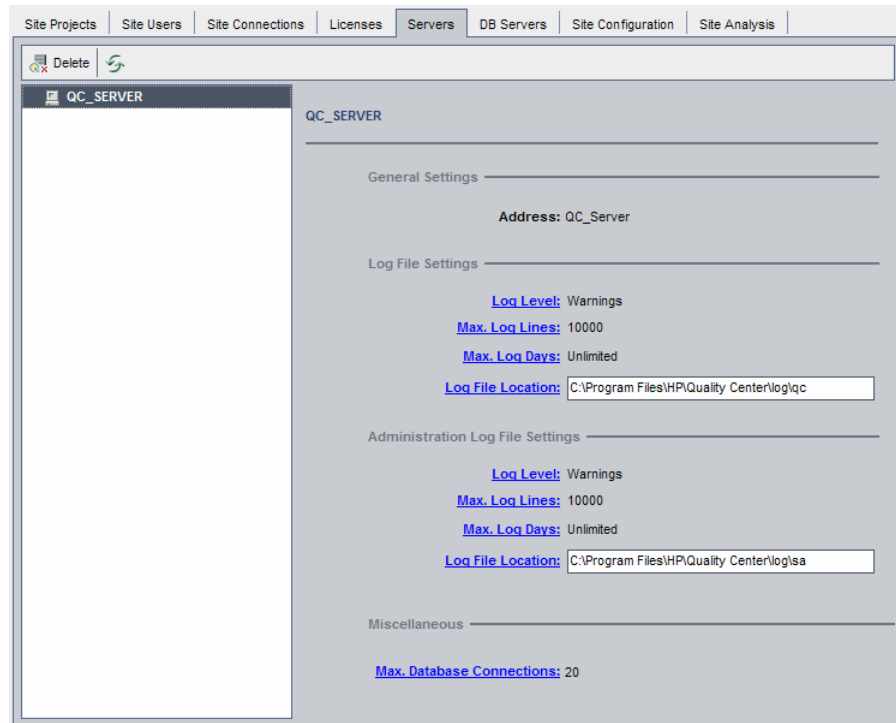 Site Projects Site Users Site Connections Licenses Servers DB Servers Site Configuration Site Analysis
Delete
QC_SERVER
QC_SERVER
General Settings
Address: QC_Server
Log File Settings
Log Level: Warnings
Max. Log Lines: 10000
Max. Log Days: Unlimited
Log File Location: C:\Program Files\HP\Quality Center\log\qc
Administration Log File Settings
Log Level: Warnings
Max. Log Lines: 10000
Max. Log Days: Unlimited
Log File Location: C:\Program Files\HP\Quality Center\log\sa
Miscellaneous
Max. Database Connections: 20